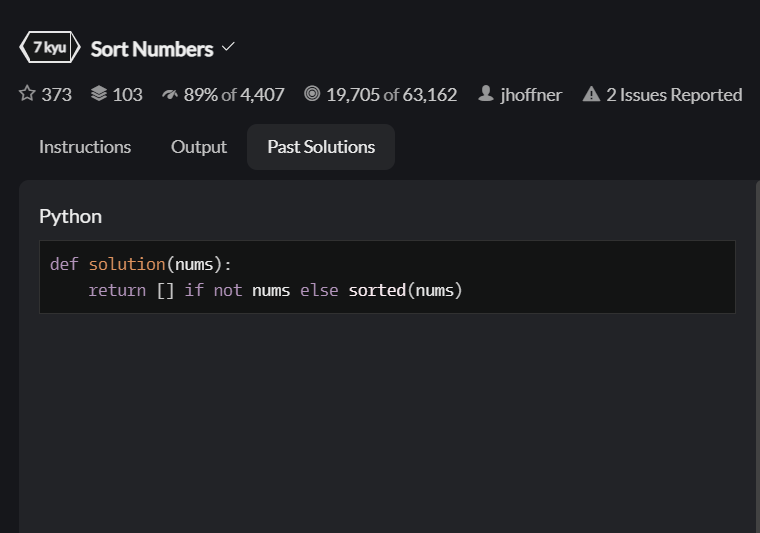 7 kyu Sort Numbers
373 103 89% of 4,407 19,705 of 63,162 jhoffner 2 Issues Reported
Instructions Output Past Solutions
Python
def solution(nums):
    return [] if not nums else sorted(nums)